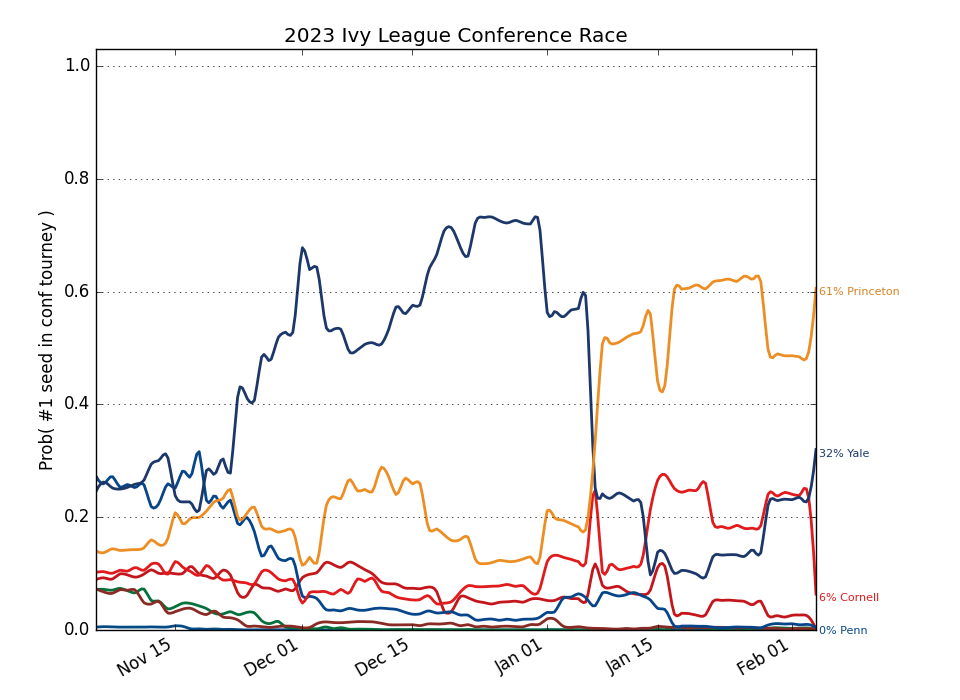 2023 Ivy League Conference Race
Prob( #1 seed in conf tourney )
1.0
0.8
0.6
0.4
0.2
0.0
Nov 15
Dec 01
Dec 15
Jan 01
Jan 15
Feb 01
61% Princeton
32% Yale
6% Cornell
0% Penn